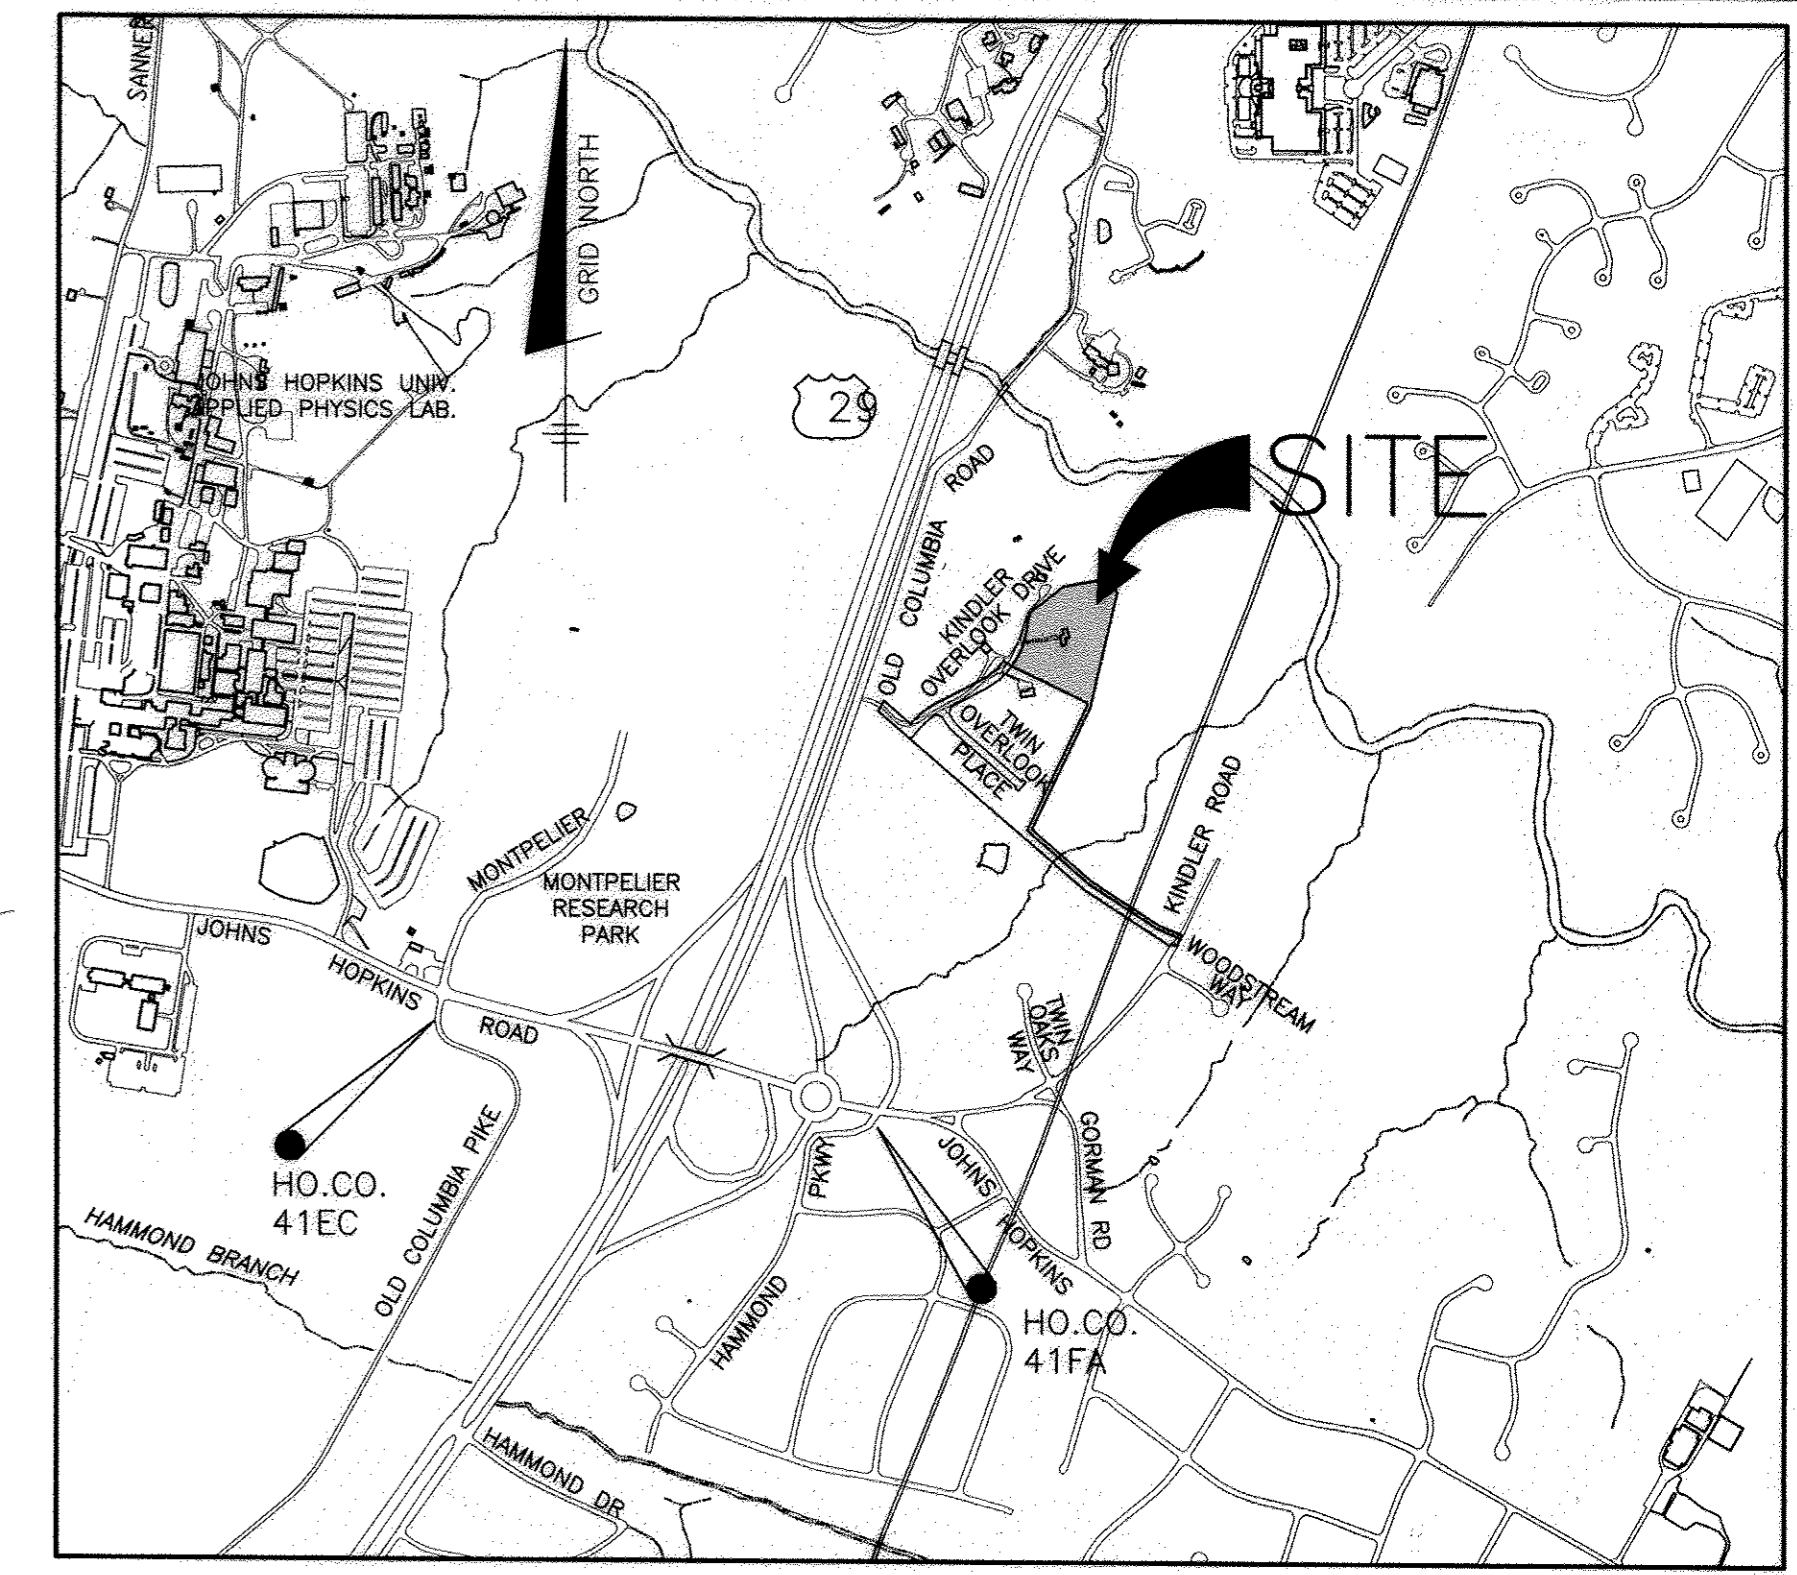 SANNER
GRID NORTH
JOHNS HOPKINS UNIV.
APPLIED PHYSICS LAB.
29
SITE
ROAD
COLUMBIA
OLD
KINDLER
OVERLOOK DRIVE
TWIN
OVERLOOK
PLACE
KINDLER ROAD
MONTPELIER
MONTPELIER
RESEARCH
PARK
JOHNS
HOPKINS
ROAD
WOODSTREAM
WAY
TWIN
OAKS
WAY
GORMAN RD
JOHNS
HOPKINS
PKWY
HAMMOND
OLD COLUMBIA PIKE
HO.CO.
41EC
HAMMOND BRANCH
HO.CO.
41FA
HAMMOND DR